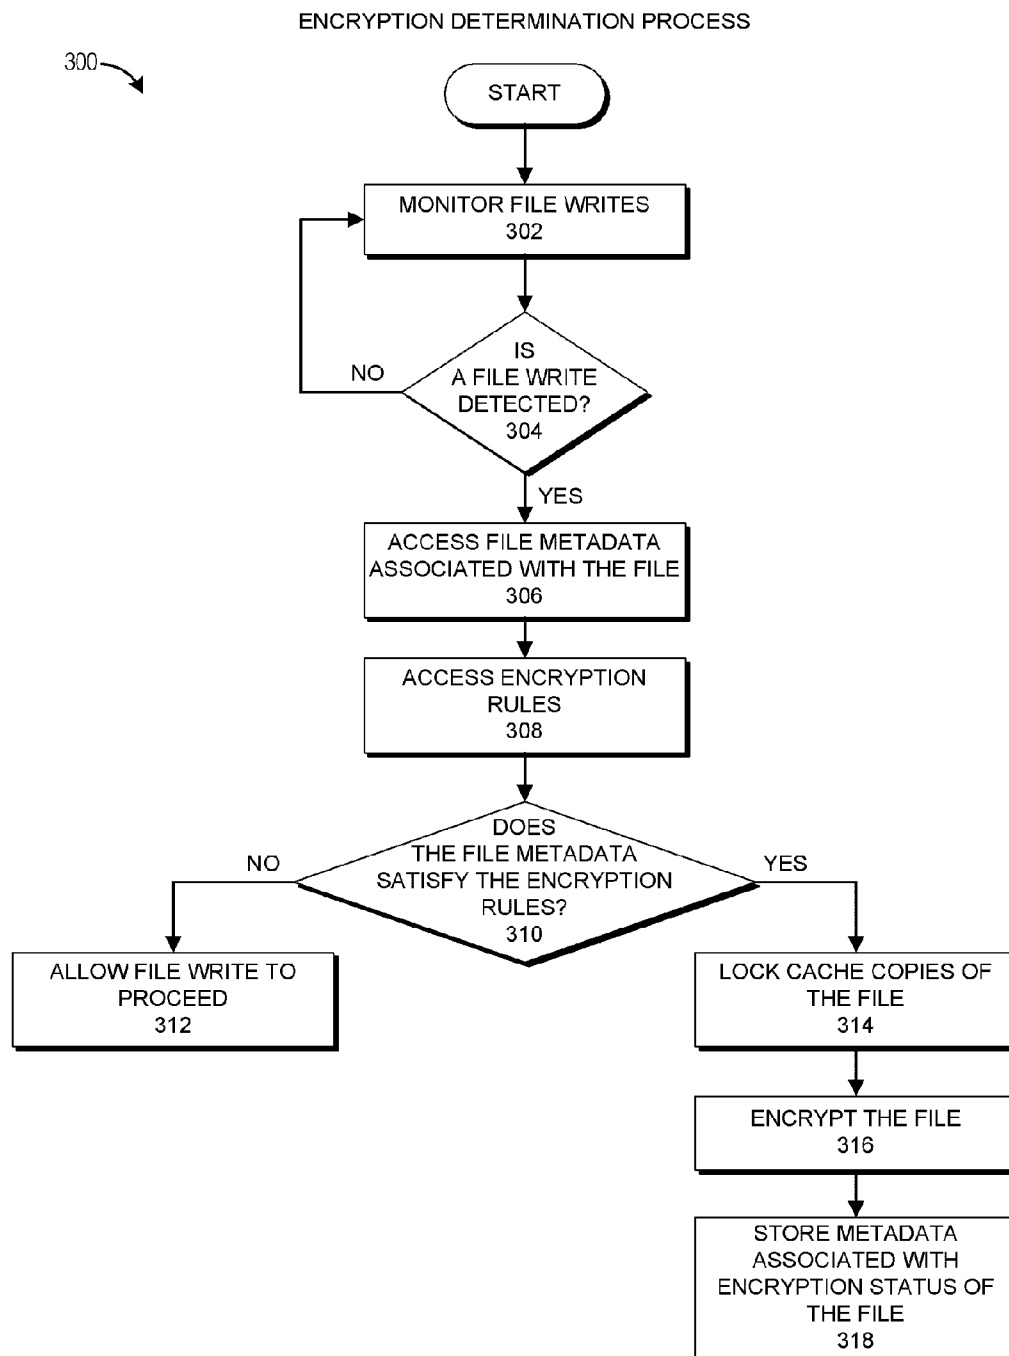 ENCRYPTION DETERMINATION PROCESS
300
START
MONITOR FILE WRITES
302
IS
A FILE WRITE
DETECTED?
304
NO
YES
ACCESS FILE METADATA
ASSOCIATED WITH THE FILE
306
ACCESS ENCRYPTION
RULES
308
DOES
THE FILE METADATA
SATISFY THE ENCRYPTION
RULES?
310
NO
YES
ALLOW FILE WRITE TO
PROCEED
312
LOCK CACHE COPIES OF
THE FILE
314
ENCRYPT THE FILE
316
STORE METADATA
ASSOCIATED WITH
ENCRYPTION STATUS OF
THE FILE
318